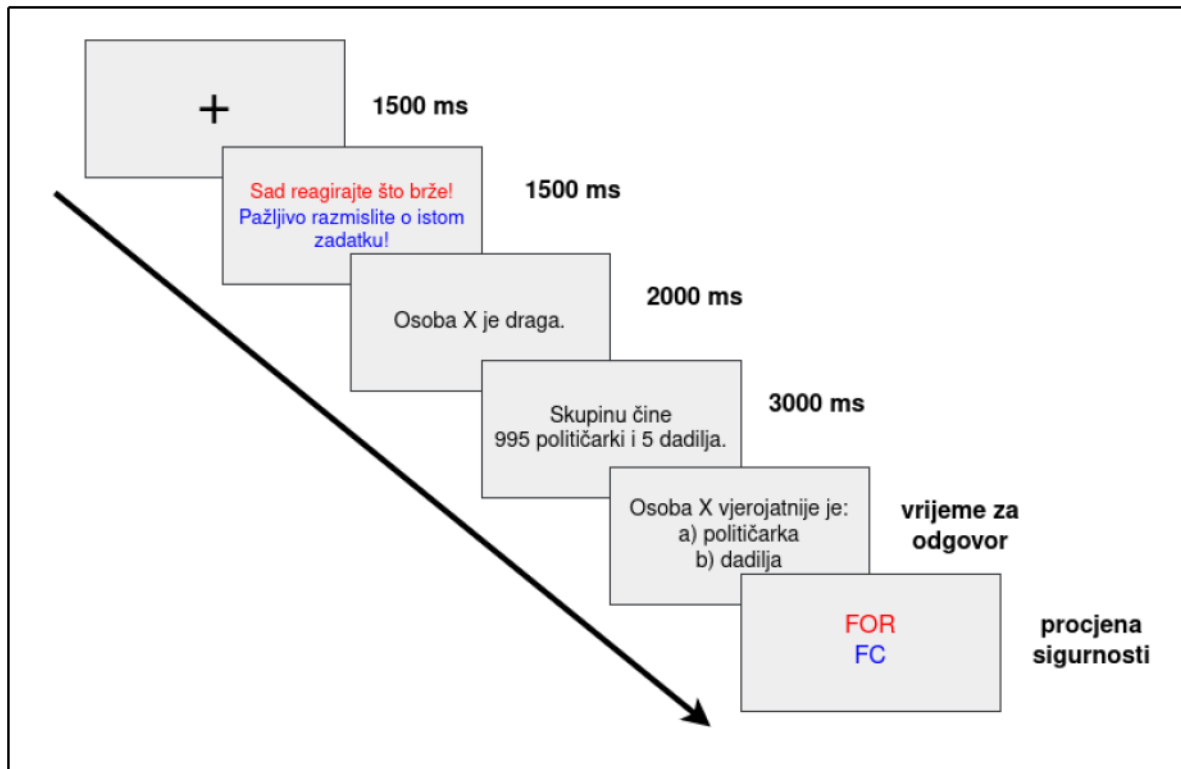 +
1500 ms
Sad reagirajte što brže!
Pažljivo razmislite o istom
zadatku!
1500 ms
Osoba X je draga.
2000 ms
Skupinu čine
995 političarki i 5 dadilja.
3000 ms
Osoba X vjerojatnije je:
a) političarka
b) dadilja
vrijeme za
odgovor
FOR
FC
procjena
sigurnosti